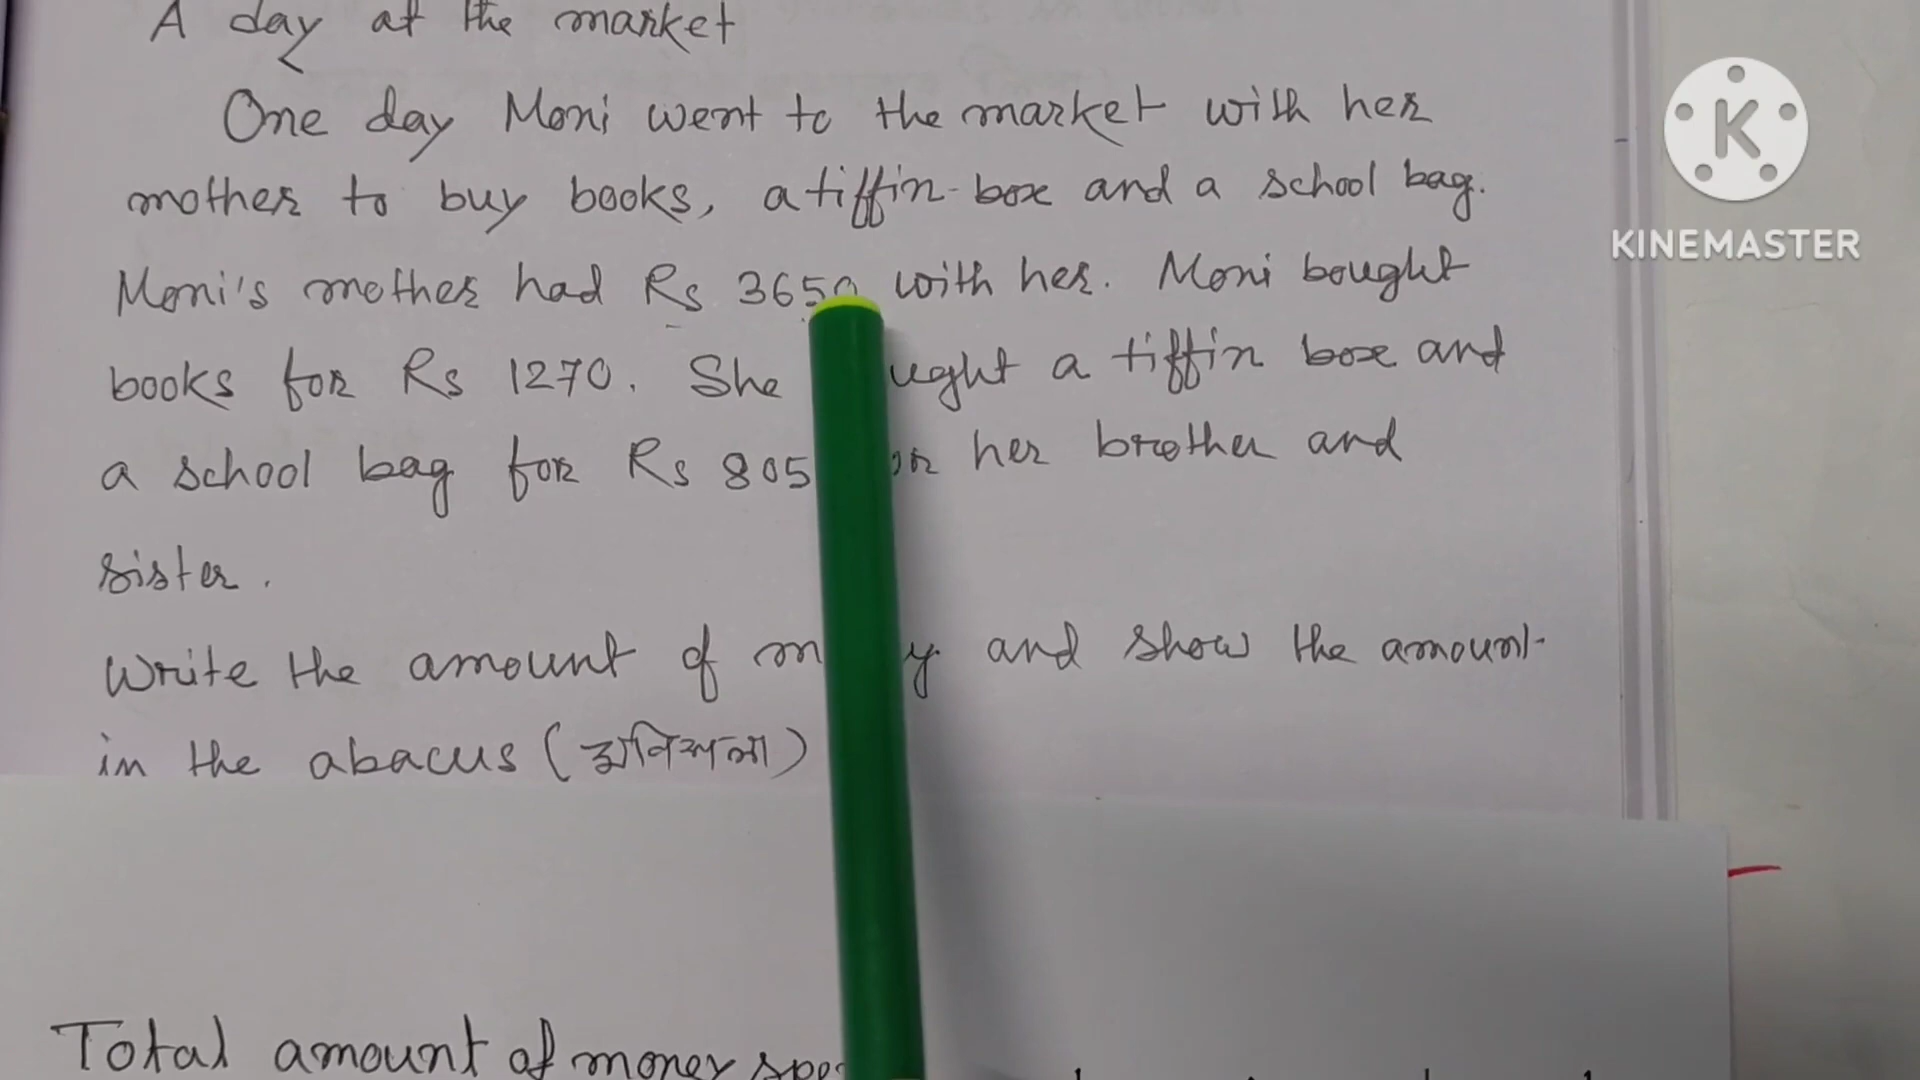 A day at the market
One day Moni went to the market with her
mother to buy books, a tiffin-box and a school bag.
Moni's mother had Rs 3650 with her. Moni bought
books for Rs 1270. She ught a tiffin box and
a school bag for Rs 805 her brother and
sister.
Write the amount of m y and show the amount
in the abacus
Total amount of money spe
KINEMASTER